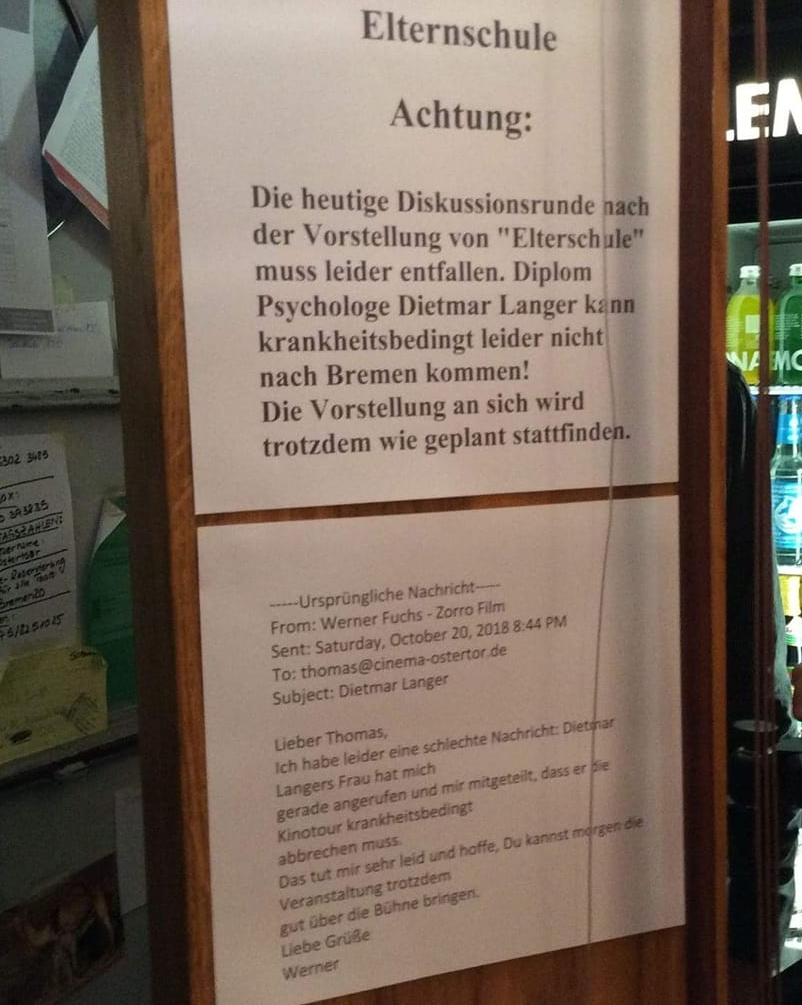 Elternschule
Achtung:
Die heutige Diskussionsrunde nach
der Vorstellung von "Elterschule"
muss leider entfallen. Diplom
Psychologe Dietmar Langer kann
krankheitsbedingt leider nicht
nach Bremen kommen!
Die Vorstellung an sich wird
trotzdem wie geplant stattfinden.
-----Ursprüngliche Nachricht-----
From: Werner Fuchs - Zorro Film
Sent: Saturday, October 20, 2018 8:44 PM
To: thomas@cinema-ostertor.de
Subject: Dietmar Langer
Lieber Thomas,
Ich habe leider eine schlechte Nachricht: Dietmar
Langers Frau hat mich
gerade angerufen und mir mitgeteilt, dass er die
Kinotour krankheitsbedingt
abbrechen muss.
Das tut mir sehr leid und hoffe, Du kannst morgen die
Veranstaltung trotzdem
gut über die Bühne bringen.
Liebe Grüße
Werner